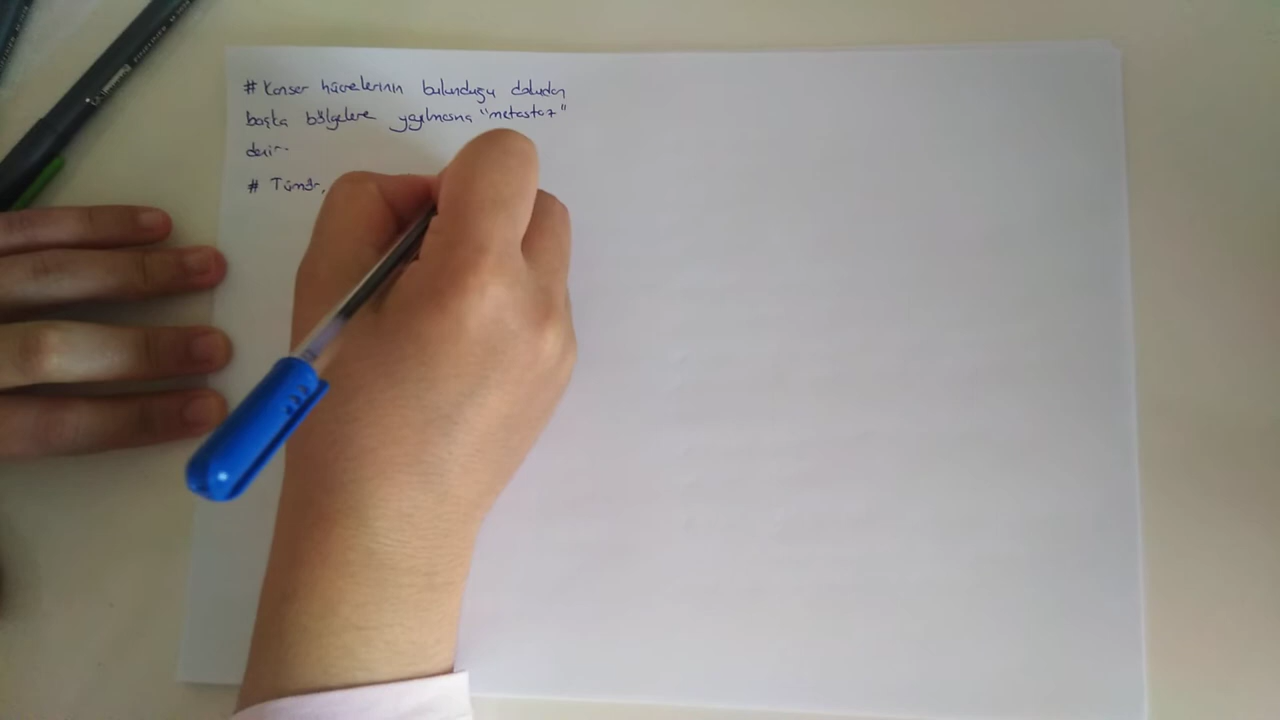 # Kanser hücrelerinin bulunduğu dokudan
başka bölgelere yayılmasına "metastaz"
denir.
# Tümör,